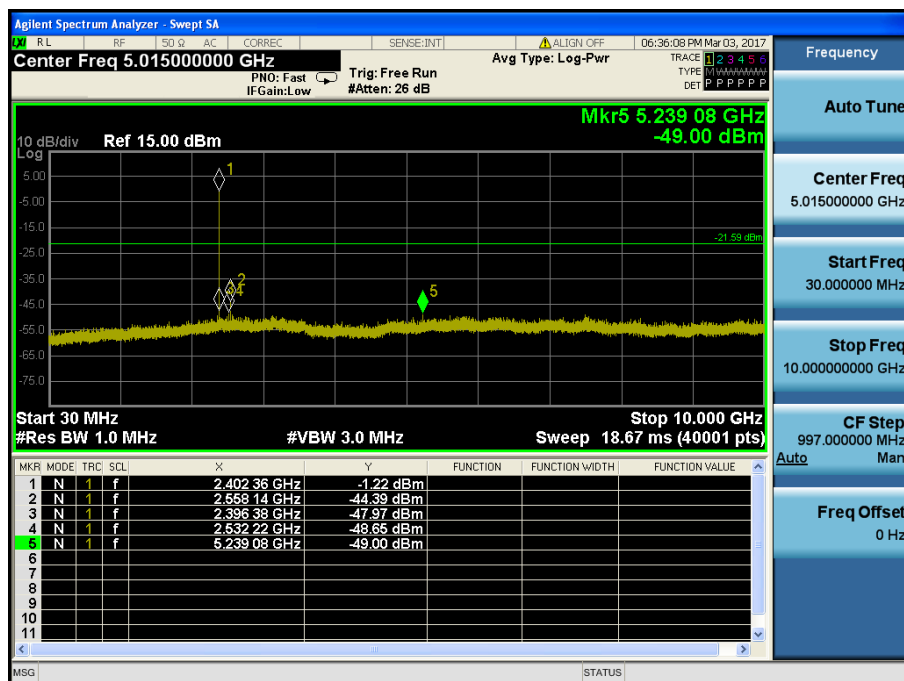 Agilent Spectrum Analyzer - Swept SA
LXI RL RF 50 Ω AC CORREC SENSE:INT ALIGN OFF 06:36:08 PM Mar 03, 2017
Center Freq 5.015000000 GHz
PNO: Fast
IFGain:Low
Trig: Free Run
#Atten: 26 dB
Avg Type: Log-Pwr
TRACE 1 2 3 4 5 6
TYPE M WWWWW
DET P P P P P P
Mkr5 5.239 08 GHz
-49.00 dBm
10 dB/div
Log
Ref 15.00 dBm
5.00
-5.00
-15.0
-25.0
-35.0
-45.0
-55.0
-65.0
-75.0
1
-21.59 dBm
2
3 4
5
Start 30 MHz
Stop 10.000 GHz
#Res BW 1.0 MHz #VBW 3.0 MHz Sweep 18.67 ms (40001 pts)
MKR MODE TRC SCL X Y FUNCTION FUNCTION WIDTH FUNCTION VALUE
1 N 1 f 2.402 36 GHz -1.22 dBm
2 N 1 f 2.558 14 GHz -44.39 dBm
3 N 1 f 2.396 38 GHz -47.97 dBm
4 N 1 f 2.532 22 GHz -48.65 dBm
5 N 1 f 5.239 08 GHz -49.00 dBm
6
7
8
9
10
11
MSG STATUS
Frequency
Auto Tune
Center Freq
5.015000000 GHz
Start Freq
30.000000 MHz
Stop Freq
10.000000000 GHz
CF Step
997.000000 MHz
Auto Man
Freq Offset
0 Hz